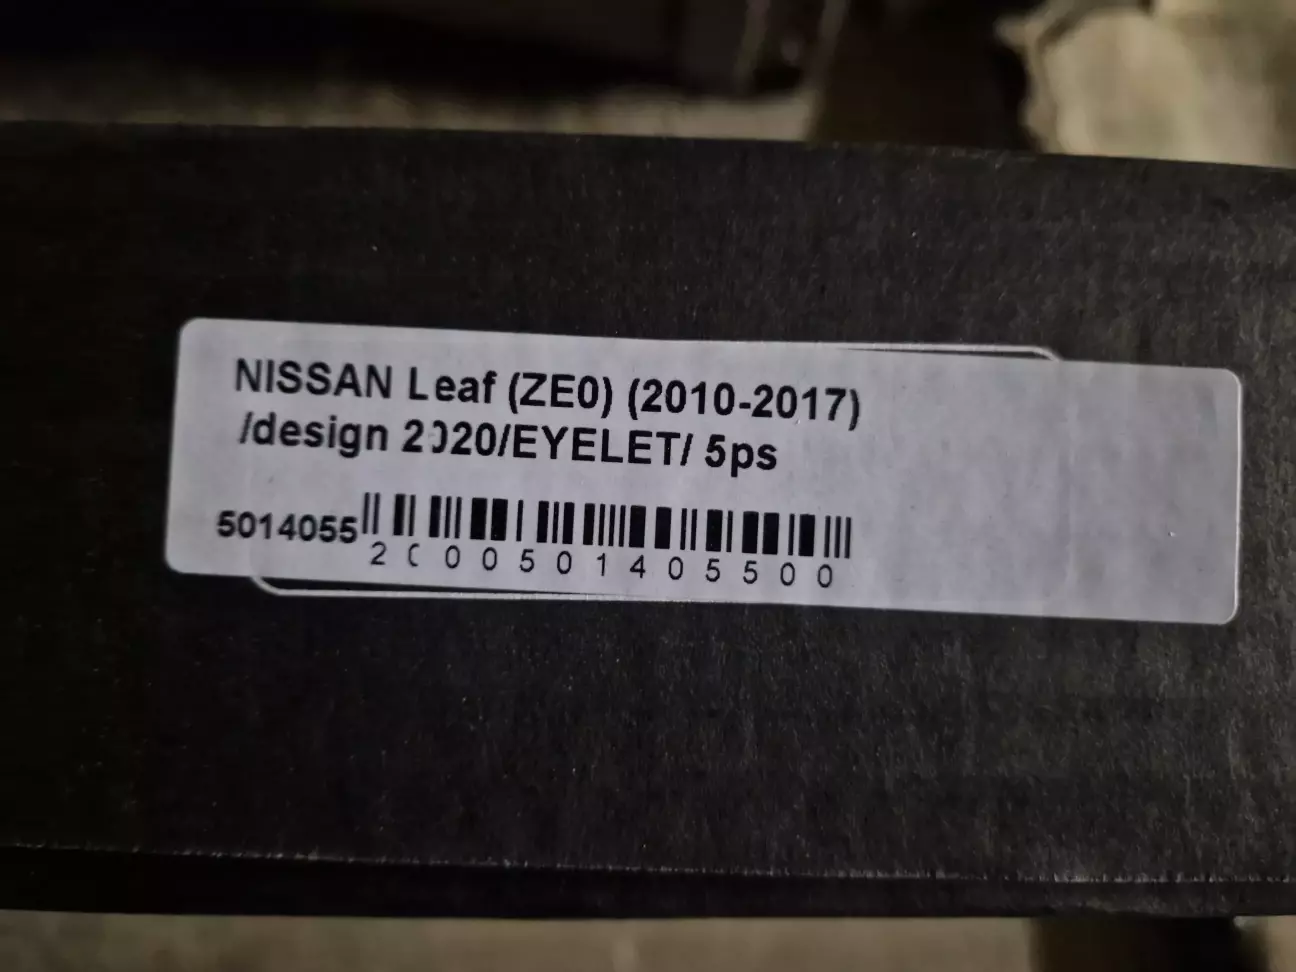 NISSAN Leaf (ZE0) (2010-2017)
/design 2020/EYELET/ 5ps
5014055
2000501405500